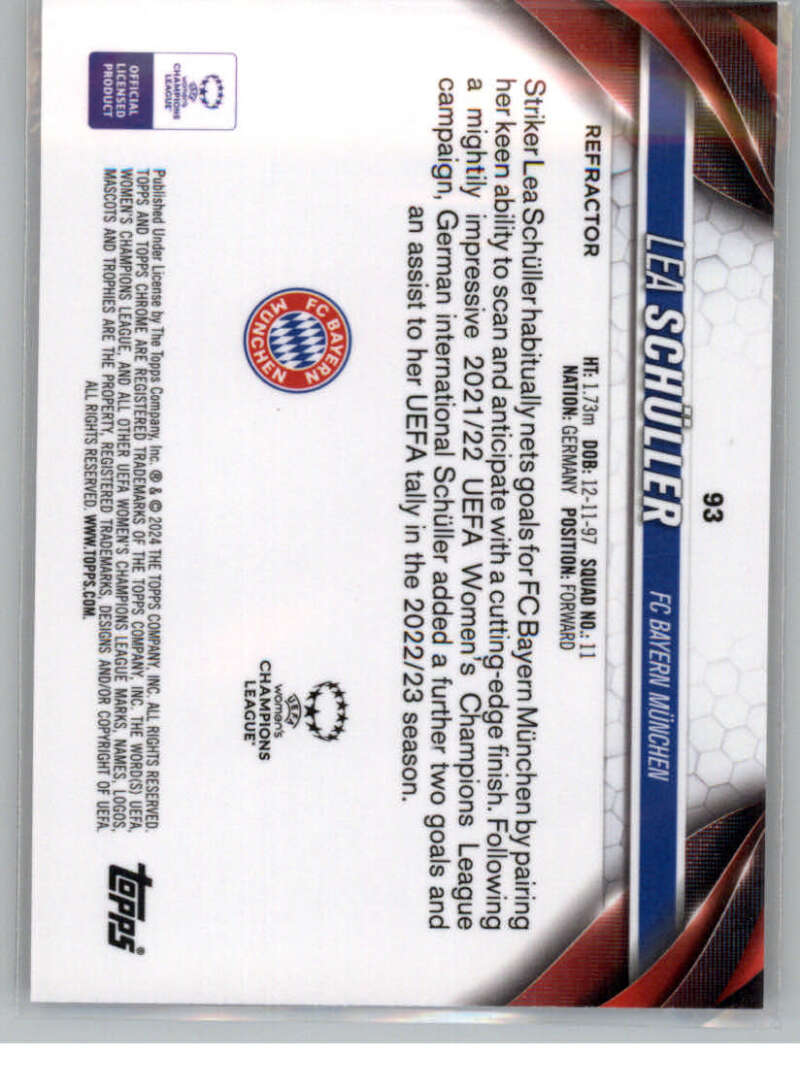 93
LEA SCHÜLLER FC BAYERN MÜNCHEN
REFRACTOR
HT: 1.73m DOB: 12-11-97 SQUAD NO.: 11
NATION: GERMANY POSITION: FORWARD
Striker Lea Schüller habitually nets goals for FC Bayern München by pairing
her keen ability to scan and anticipate with a cutting-edge finish. Following
a mightily impressive 2021/22 UEFA Women's Champions League
campaign, German international Schüller added a further two goals and
an assist to her UEFA tally in the 2022/23 season.
FC BAYERN
MÜNCHEN
UEFA
women's
CHAMPIONS
LEAGUE™
UEFA
women's
CHAMPIONS
LEAGUE™
OFFICIAL
LICENSED
PRODUCT
Published Under License by The Topps Company, Inc. ® & © 2024 THE TOPPS COMPANY, INC. ALL RIGHTS RESERVED.
TOPPS AND TOPPS CHROME ARE REGISTERED TRADEMARKS OF THE TOPPS COMPANY, INC. THE WORD(S) UEFA,
WOMEN'S CHAMPIONS LEAGUE, AND ALL OTHER UEFA WOMEN'S CHAMPIONS LEAGUE MARKS, NAMES, LOGOS,
MASCOTS AND TROPHIES ARE THE PROPERTY, REGISTERED TRADEMARKS, DESIGNS AND/OR COPYRIGHT OF UEFA.
ALL RIGHTS RESERVED. WWW.TOPPS.COM.
topps®